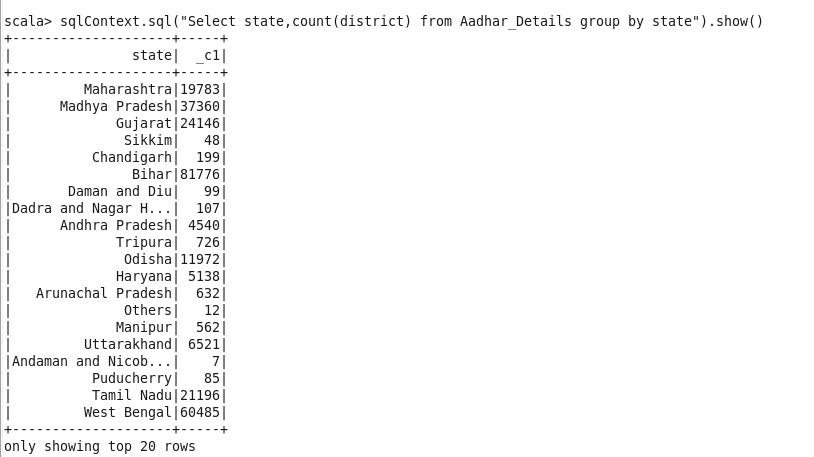 scala> sqlContext.sql("Select state,count(district) from Aadhar_Details group by state").show()
+--------------------+-----+
|               state|  _c1|
+--------------------+-----+
|         Maharashtra|19783|
|      Madhya Pradesh|37360|
|             Gujarat|24146|
|              Sikkim|   48|
|          Chandigarh|  199|
|               Bihar|81776|
|       Daman and Diu|   99|
|Dadra and Nagar H...|  107|
|      Andhra Pradesh| 4540|
|             Tripura|  726|
|              Odisha|11972|
|             Haryana| 5138|
|   Arunachal Pradesh|  632|
|              Others|   12|
|             Manipur|  562|
|         Uttarakhand| 6521|
|Andaman and Nicob...|    7|
|          Puducherry|   85|
|          Tamil Nadu|21196|
|         West Bengal|60485|
+--------------------+-----+
only showing top 20 rows